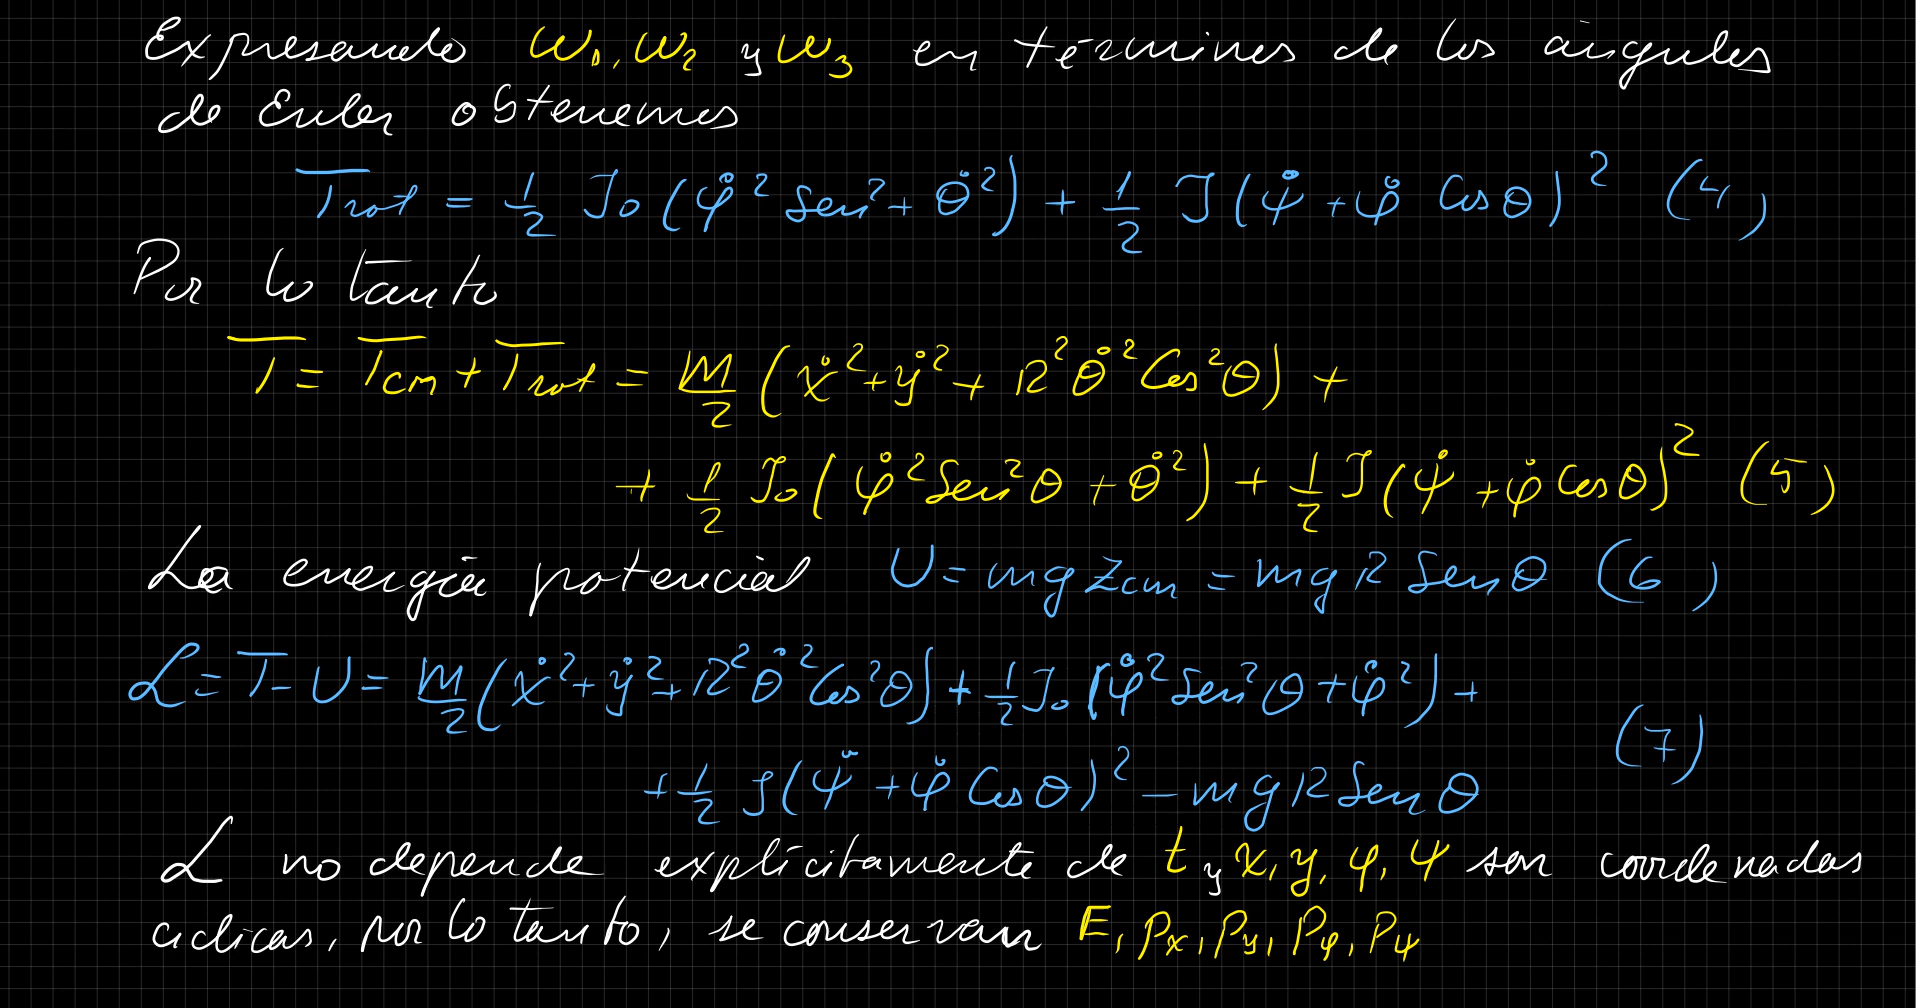 Expresando ω₁, ω₂ y ω₃ en términos de los ángulos
de Euler obtenemos
T_rot = 1/2 J₀ (φ̇² Sen² + θ̇²) + 1/2 J (ψ̇ + φ̇ Cos θ)² (4)
Por lo tanto
T = T_cm + T_rot = M/2 (ẋ² + ẏ² + R² θ̇² Cos² θ) +
+ 1/2 J₀ (φ̇² Sen² θ + θ̇²) + 1/2 J (ψ̇ + φ̇ Cos θ)² (5)
La energía potencial U = mg z_cm = mg R Sen θ (6)
ℒ = T - U = M/2 (ẋ² + ẏ² + R² θ̇² Cos² θ) + 1/2 J₀ (φ̇² Sen² θ + φ̇²) +
+ 1/2 J (ψ̇ + φ̇ Cos θ)² - mg R Sen θ (7)
ℒ no depende explícitamente de t y x, y, φ, ψ son coordenadas
cíclicas, por lo tanto, se conservan E, p_x, p_y, p_φ, p_ψ